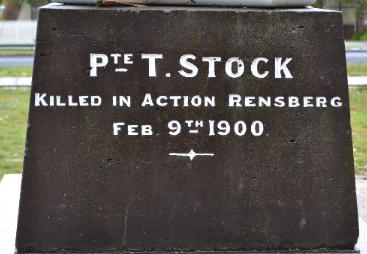 PTE T. STOCK
KILLED IN ACTION RENSBERG
FEB. 9TH 1900.